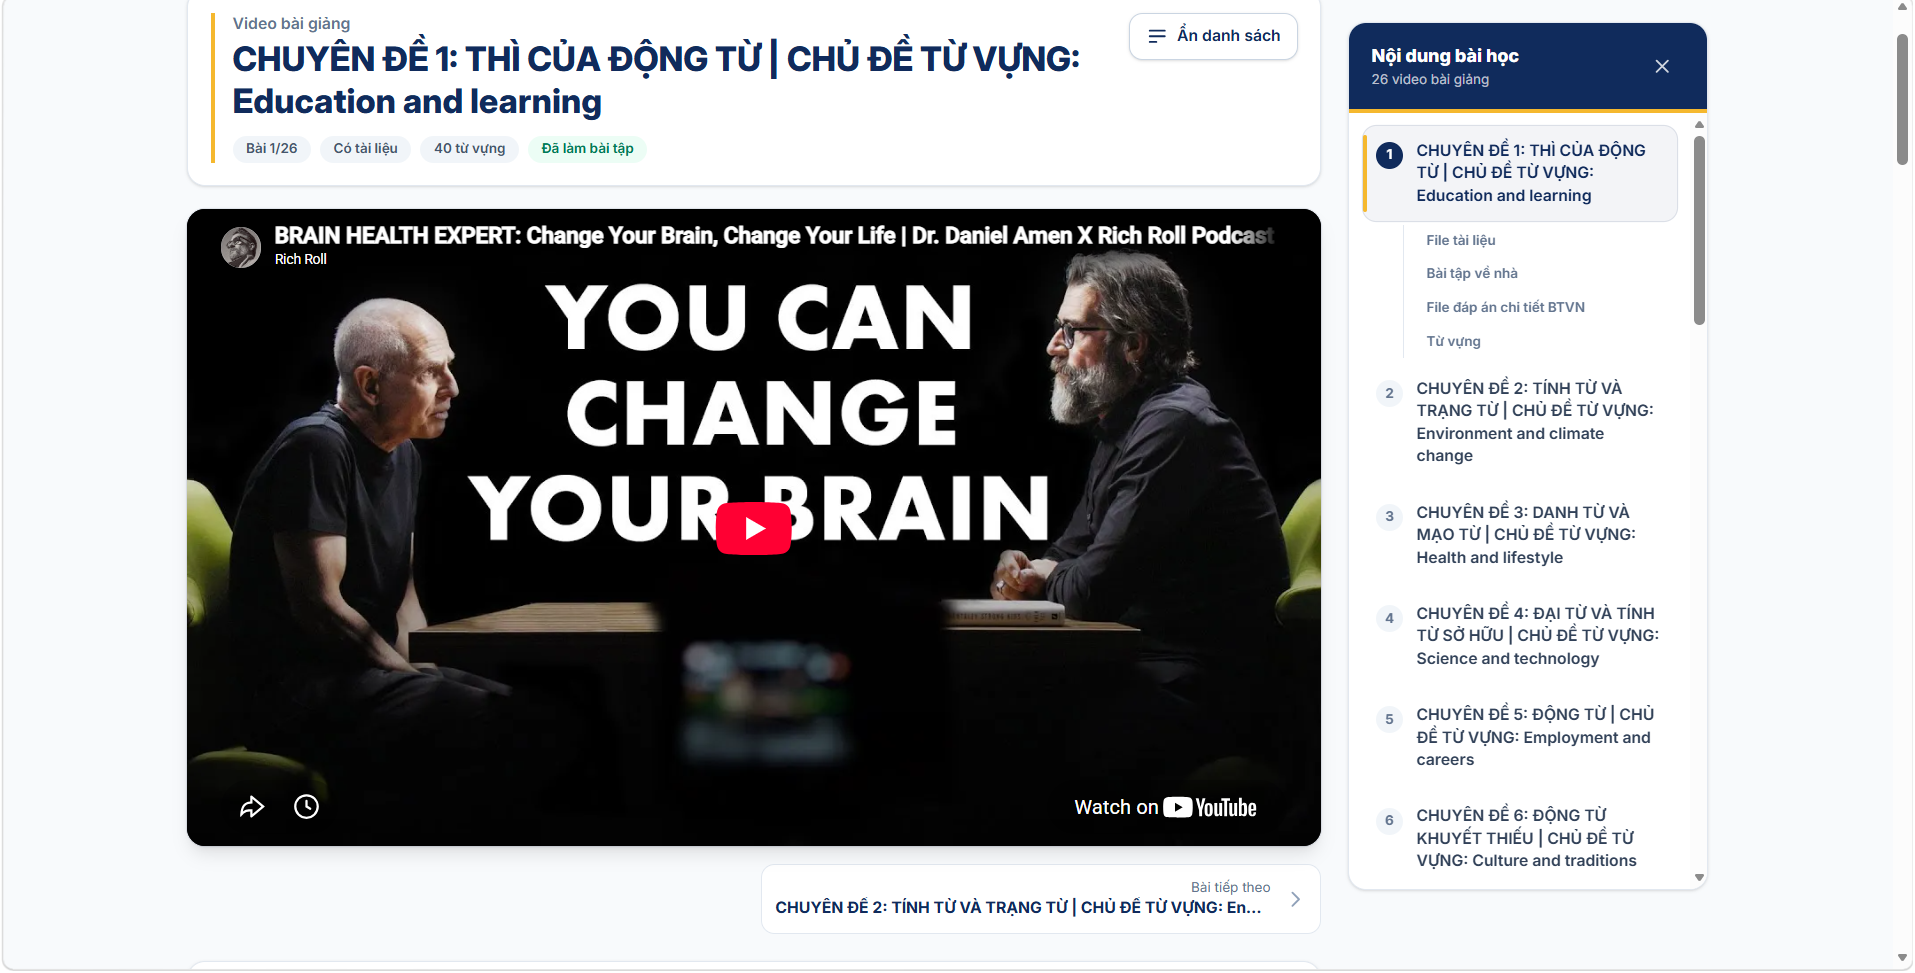 Video bài giảng
CHUYÊN ĐỀ 1: THÌ CỦA ĐỘNG TỪ | CHỦ ĐỀ TỪ VỰNG:
Education and learning
Bài 1/26
Có tài liệu
40 từ vựng
Đã làm bài tập
Ẩn danh sách
BRAIN HEALTH EXPERT: Change Your Brain, Change Your Life | Dr. Daniel Amen X Rich Roll Podcast
Rich Roll
YOU CAN
CHANGE
YOUR BRAIN
Watch on YouTube
Bài tiếp theo
CHUYÊN ĐỀ 2: TÍNH TỪ VÀ TRẠNG TỪ | CHỦ ĐỀ TỪ VỰNG: En...
Nội dung bài học
26 video bài giảng
1
CHUYÊN ĐỀ 1: THÌ CỦA ĐỘNG
TỪ | CHỦ ĐỀ TỪ VỰNG:
Education and learning
File tài liệu
Bài tập về nhà
File đáp án chi tiết BTVN
Từ vựng
2
CHUYÊN ĐỀ 2: TÍNH TỪ VÀ
TRẠNG TỪ | CHỦ ĐỀ TỪ VỰNG:
Environment and climate
change
3
CHUYÊN ĐỀ 3: DANH TỪ VÀ
MẠO TỪ | CHỦ ĐỀ TỪ VỰNG:
Health and lifestyle
4
CHUYÊN ĐỀ 4: ĐẠI TỪ VÀ TÍNH
TỪ SỞ HỮU | CHỦ ĐỀ TỪ VỰNG:
Science and technology
5
CHUYÊN ĐỀ 5: ĐỘNG TỪ | CHỦ
ĐỀ TỪ VỰNG: Employment and
careers
6
CHUYÊN ĐỀ 6: ĐỘNG TỪ
KHUYẾT THIẾU | CHỦ ĐỀ TỪ
VỰNG: Culture and traditions